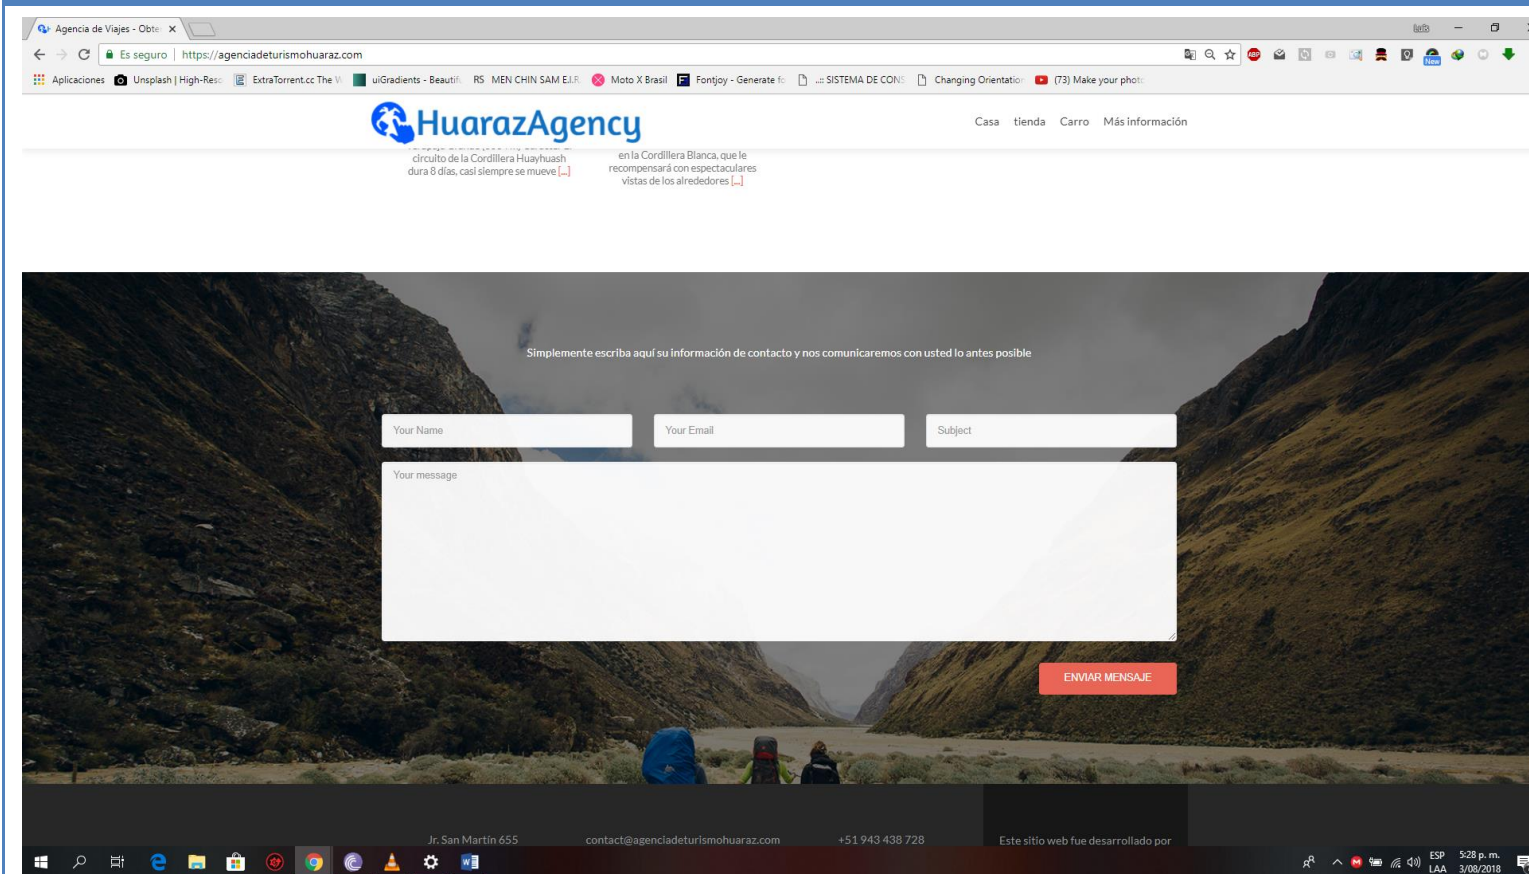 Agencia de Viajes - Obte
Es seguro | https://agenciadeturismohuaraz.com
Aplicaciones Unsplash | High-Reso ExtraTorrent.cc The W uiGradients - Beautif RS MEN CHIN SAM E.I.R. Moto X Brasil Fontjoy - Generate fo ..:: SISTEMA DE CONS Changing Orientation (73) Make your phot
HuarazAgency
Casa tienda Carro Más información
circuito de la Cordillera Huayhuash
dura 8 días, casi siempre se mueve [...]
en la Cordillera Blanca, que le
recompensará con espectaculares
vistas de los alrededores [...]
Simplemente escriba aquí su información de contacto y nos comunicaremos con usted lo antes posible
Your Name
Your Email
Subject
Your message
ENVIAR MENSAJE
Jr. San Martín 655
contact@agenciadeturismohuaraz.com
+51 943 438 728
Este sitio web fue desarrollado por
ESP 5:28 p. m.
LAA 3/08/2018